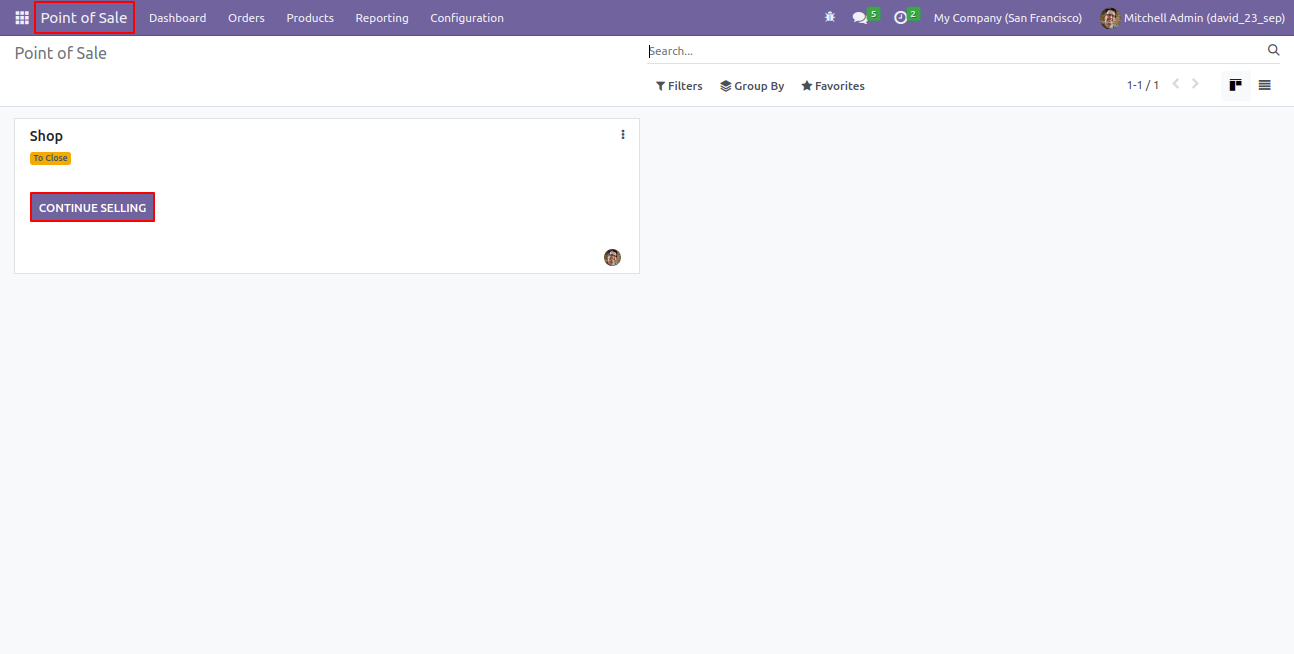 Point of Sale Dashboard Orders Products Reporting Configuration 5 2 My Company (San Francisco) Mitchell Admin (david_23_sep)
Point of Sale
Search...
Filters Group By Favorites 1-1 / 1
Shop
To Close
CONTINUE SELLING